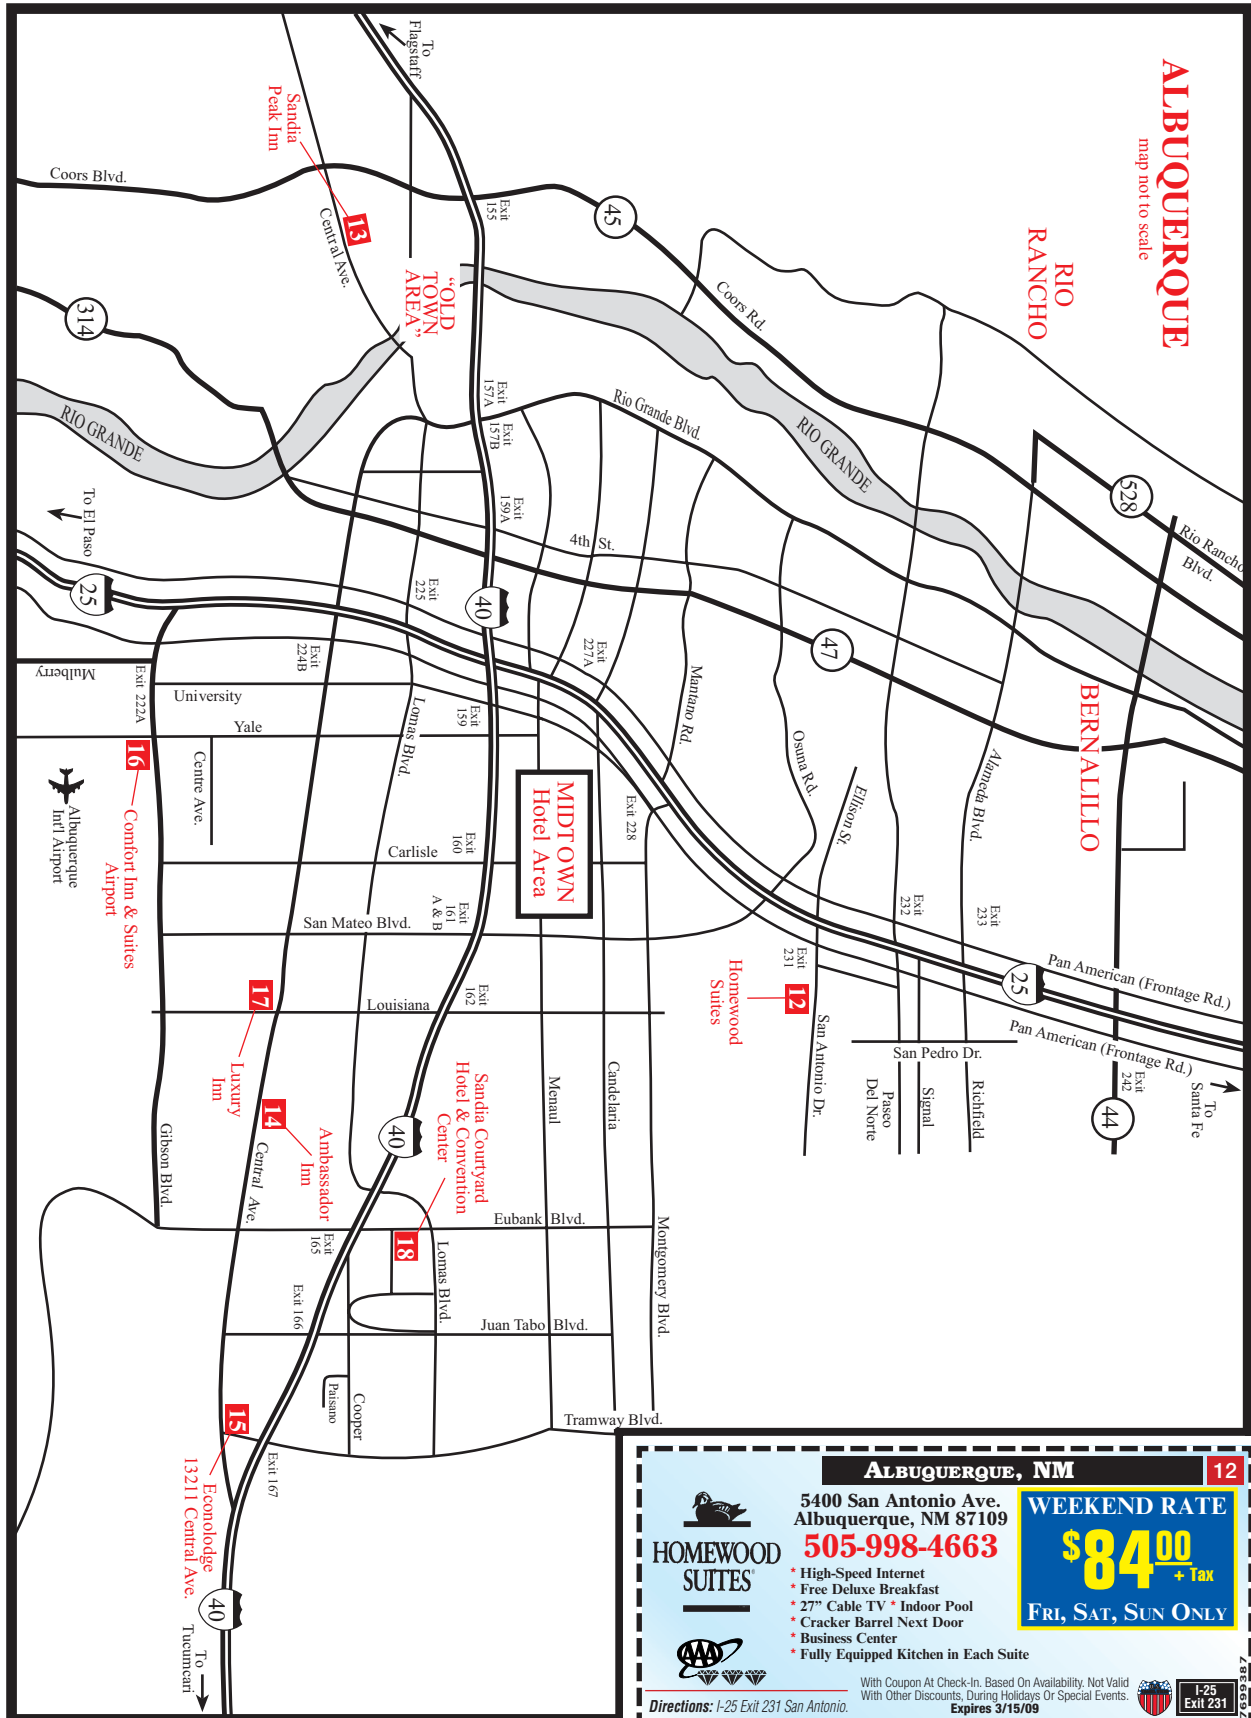 ALBUQUERQUE
map not to scale
RIO
RANCHO
BERNALILLO
To
Flagstaff
Sandia
Peak Inn
13
Central Ave.
Coors Blvd.
Exit
155
45
Coors Rd.
"OLD
TOWN
AREA"
314
RIO GRANDE
Exit
157A
Exit
157B
Rio Grande Blvd.
RIO GRANDE
528
Rio Rancho
Blvd.
To El Paso
25
Exit
159A
4th St.
Exit
225
40
Exit
227A
47
Mulberry
Exit 222A
Exit
224B
University
Yale
Lomas Blvd.
Exit
159
Mantano Rd.
Osuna Rd.
Ellison St.
Alameda Blvd.
16
Centre Ave.
Albuquerque
Int'l Airport
Comfort Inn & Suites
Airport
MIDTOWN
Hotel Area
Exit 228
Carlisle
Exit
160
San Mateo Blvd.
Exit
161
A & B
Exit
232
Exit
233
Exit
231
Homewood
Suites
12
25
Pan American (Frontage Rd.)
Pan American (Frontage Rd.)
17
Louisiana
Exit
162
Luxury
Inn
San Antonio Dr.
San Pedro Dr.
Paseo
Del Norte
Signal
Richfield
Exit
242
44
To
Santa Fe
Gibson Blvd.
14
Central Ave.
Ambassador
Inn
40
Sandia Courtyard
Hotel & Convention
Center
Menaul
Candelaria
18
Eubank Blvd.
Exit
165
Lomas Blvd.
Montgomery Blvd.
Exit 166
Juan Tabo Blvd.
Paisano
Cooper
Tramway Blvd.
15
Exit 167
Econolodge
13211 Central Ave.
40
To
Tucumcari
ALBUQUERQUE, NM
12
HOMEWOOD
SUITES®
5400 San Antonio Ave.
Albuquerque, NM 87109
505-998-4663
* High-Speed Internet
* Free Deluxe Breakfast
* 27" Cable TV * Indoor Pool
* Cracker Barrel Next Door
* Business Center
* Fully Equipped Kitchen in Each Suite
WEEKEND RATE
$84.00
+ Tax
FRI, SAT, SUN ONLY
AAA
Directions: I-25 Exit 231 San Antonio.
With Coupon At Check-In. Based On Availability. Not Valid
With Other Discounts, During Holidays Or Special Events.
Expires 3/15/09
I-25
Exit 231
7699387